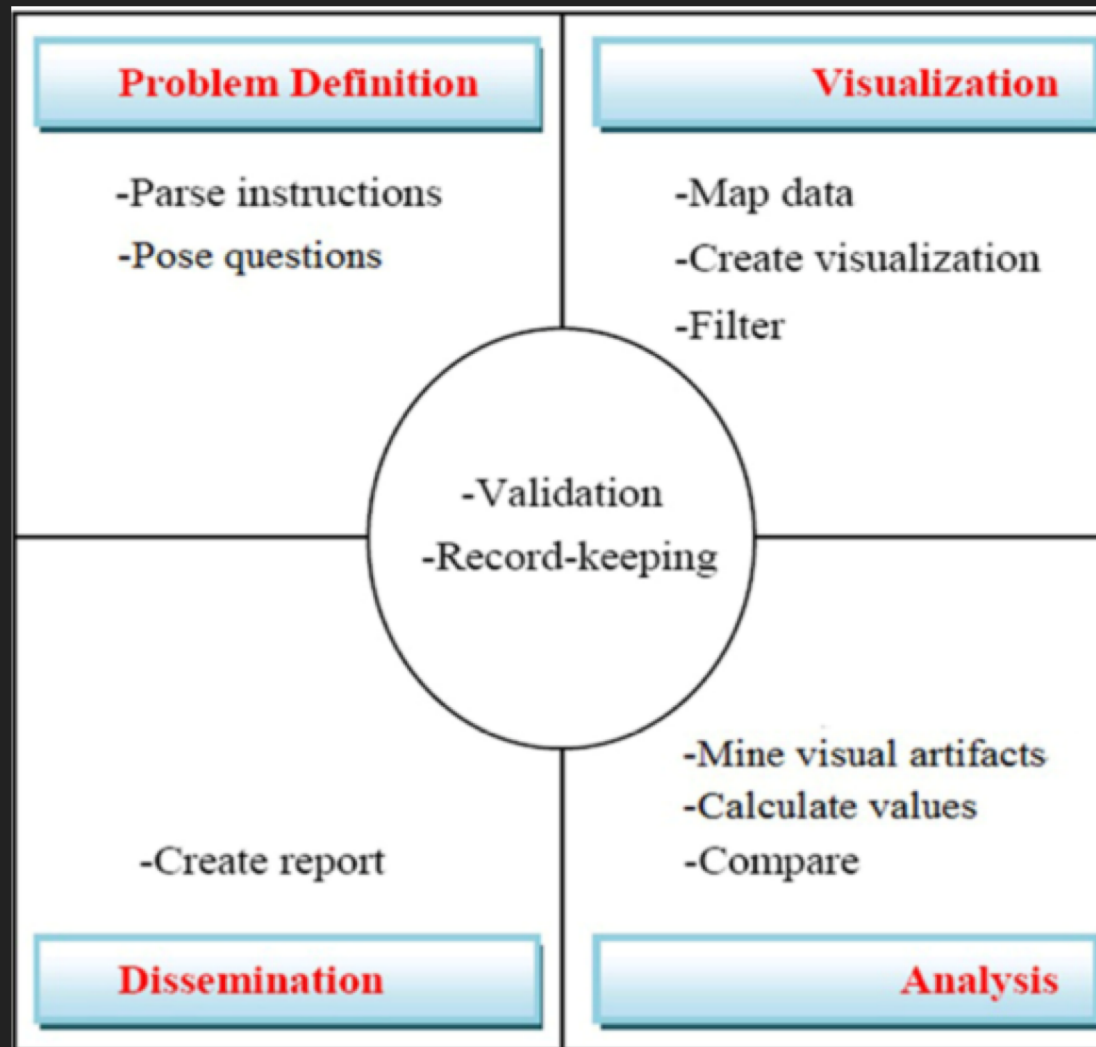 Problem Definition
-Parse instructions
-Pose questions
Visualization
-Map data
-Create visualization
-Filter
-Validation
-Record-keeping
-Create report
Dissemination
-Mine visual artifacts
-Calculate values
-Compare
Analysis